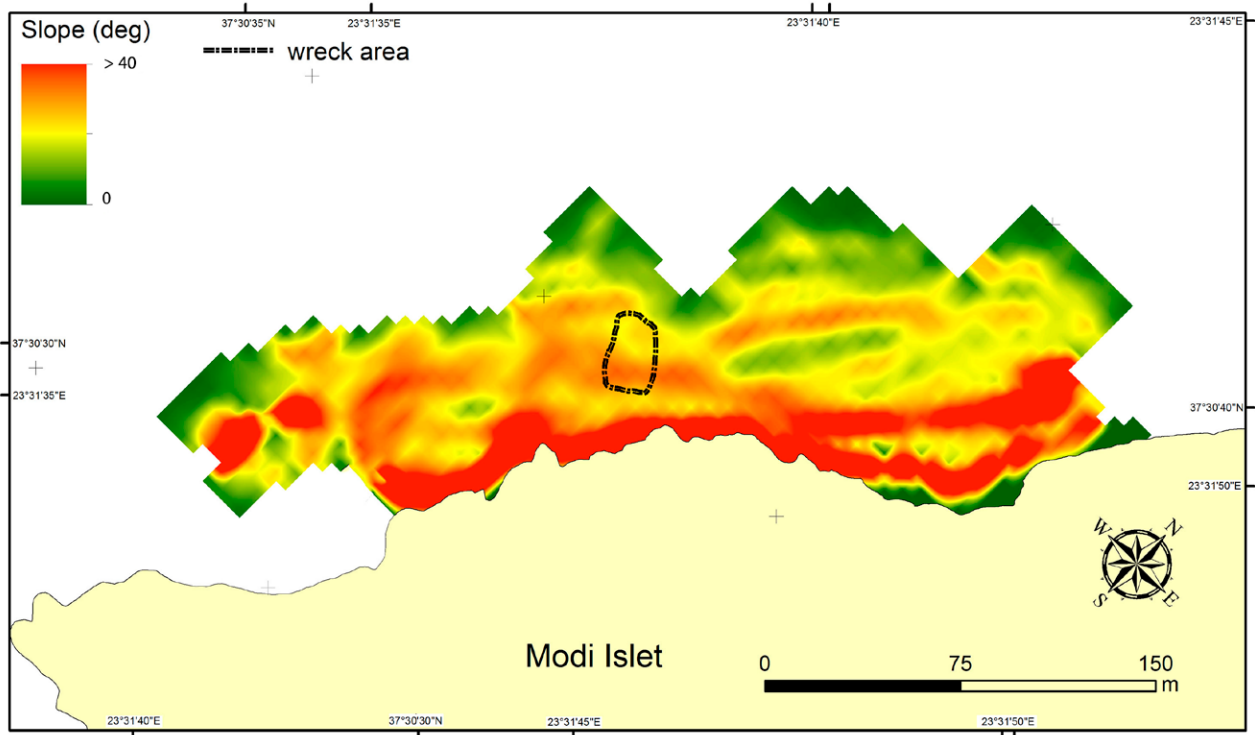 37°30'35"N
23°31'35"E
23°31'40"E
23°31'45"E
Slope (deg)
wreck area
> 40
0
37°30'30"N
23°31'35"E
37°30'40"N
23°31'50"E
W
N
S
E
Modi Islet
0
75
150
m
23°31'40"E
37°30'30"N
23°31'45"E
23°31'50"E